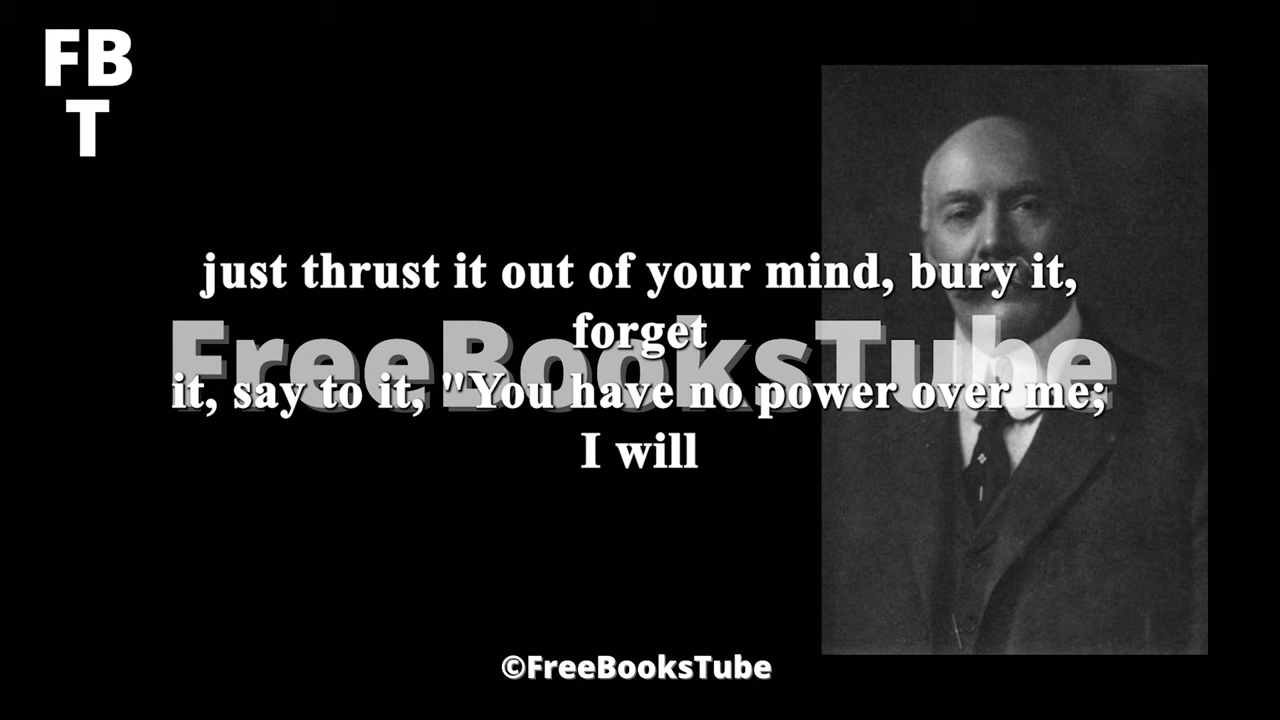 FB
T
just thrust it out of your mind, bury it,
forget
FreeBooksTube
it, say to it, "You have no power over me;
I will
©FreeBooksTube